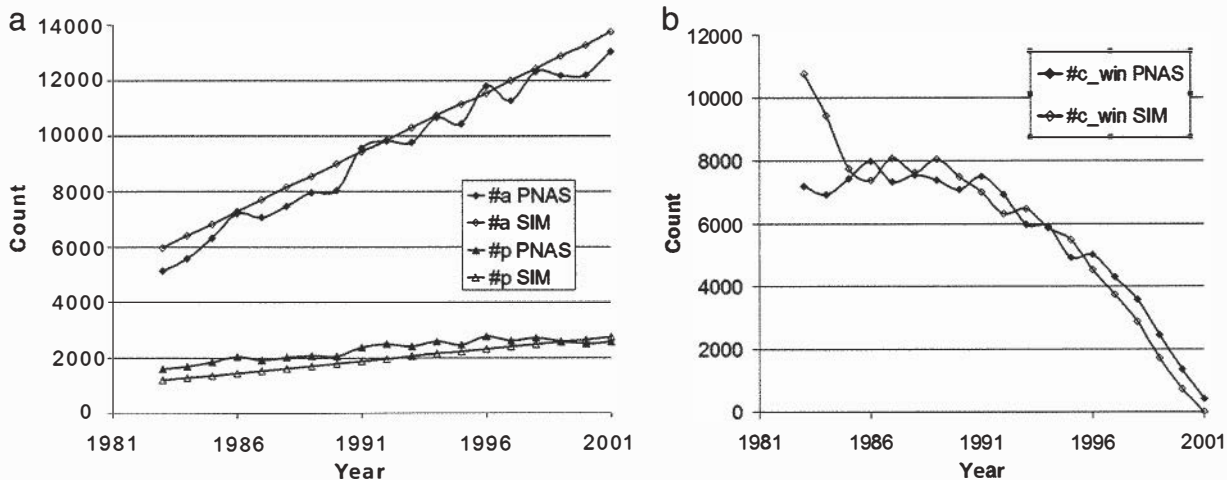 a
14000
12000
10000
8000
6000
4000
2000
0
Count
1981 1986 1991 1996 2001
Year
#a PNAS
#a SIM
#p PNAS
#p SIM
b
12000
10000
8000
6000
4000
2000
0
Count
1981 1986 1991 1996 2001
Year
#c_win PNAS
#c_win SIM